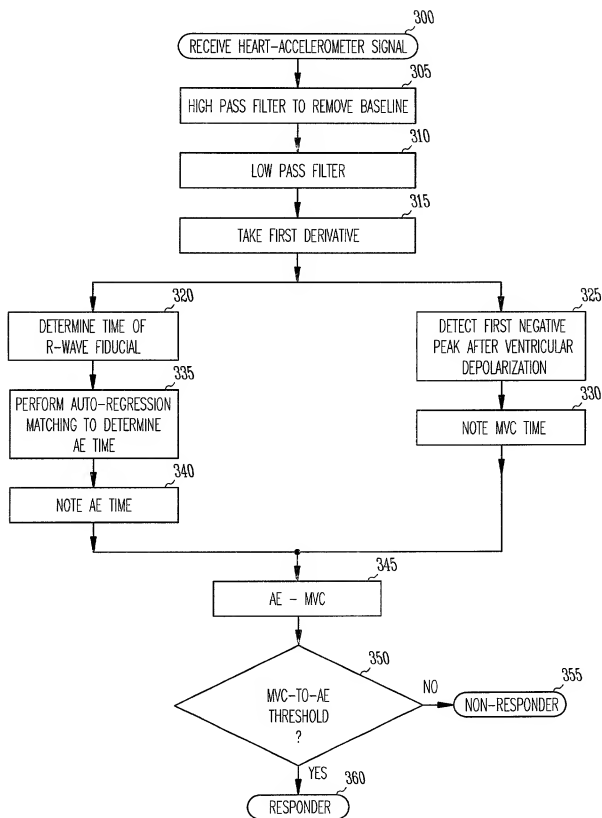 300
RECEIVE HEART-ACCELEROMETER SIGNAL
305
HIGH PASS FILTER TO REMOVE BASELINE
310
LOW PASS FILTER
315
TAKE FIRST DERIVATIVE
320
DETERMINE TIME OF
R-WAVE FIDUCIAL
335
PERFORM AUTO-REGRESSION
MATCHING TO DETERMINE
AE TIME
340
NOTE AE TIME
325
DETECT FIRST NEGATIVE
PEAK AFTER VENTRICULAR
DEPOLARIZATION
330
NOTE MVC TIME
345
AE - MVC
350
MVC-TO-AE
THRESHOLD
?
NO
355
NON-RESPONDER
YES
360
RESPONDER